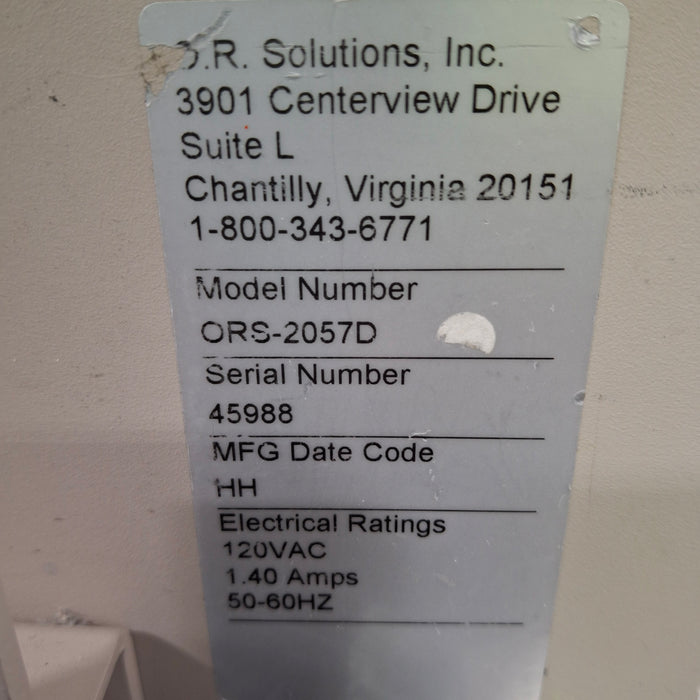 O.R. Solutions, Inc.
3901 Centerview Drive
Suite L
Chantilly, Virginia 20151
1-800-343-6771
Model Number
ORS-2057D
Serial Number
45988
MFG Date Code
HH
Electrical Ratings
120VAC
1.40 Amps
50-60HZ